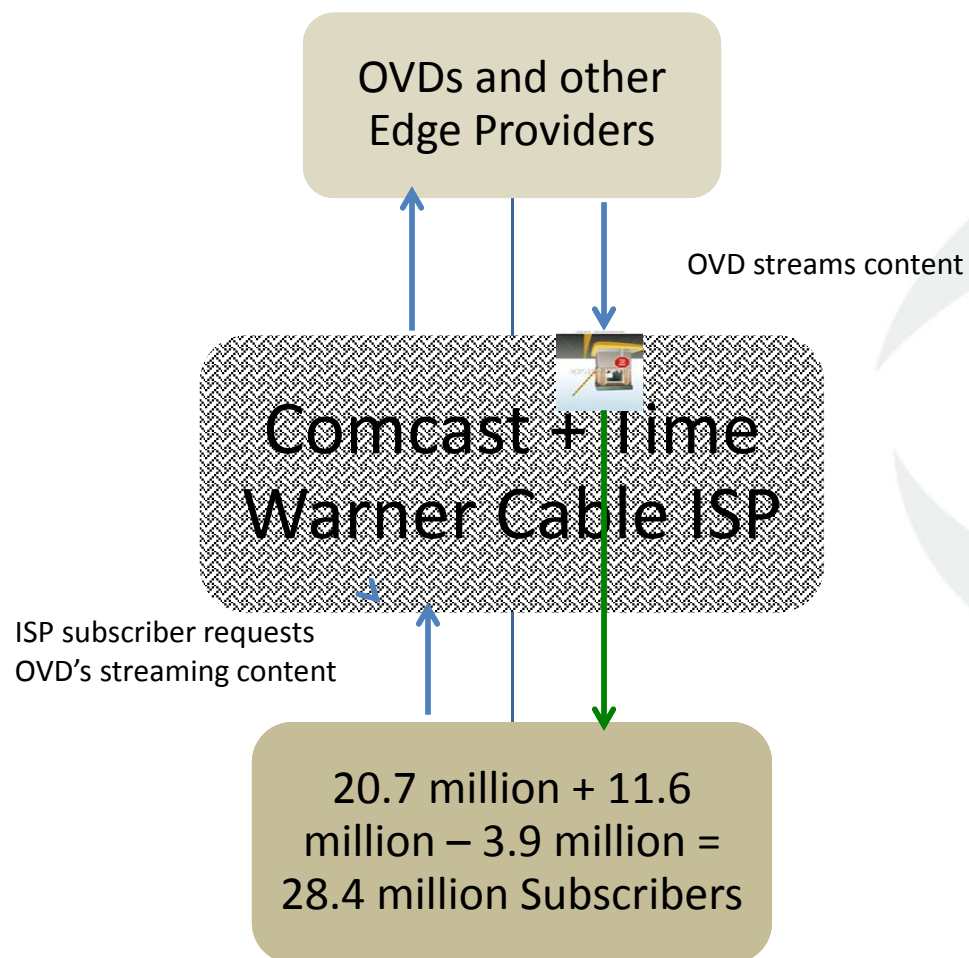 OVDs and other
Edge Providers
OVD streams content
Comcast + Time
Warner Cable ISP
ISP subscriber requests
OVD’s streaming content
20.7 million + 11.6
million – 3.9 million =
28.4 million Subscribers